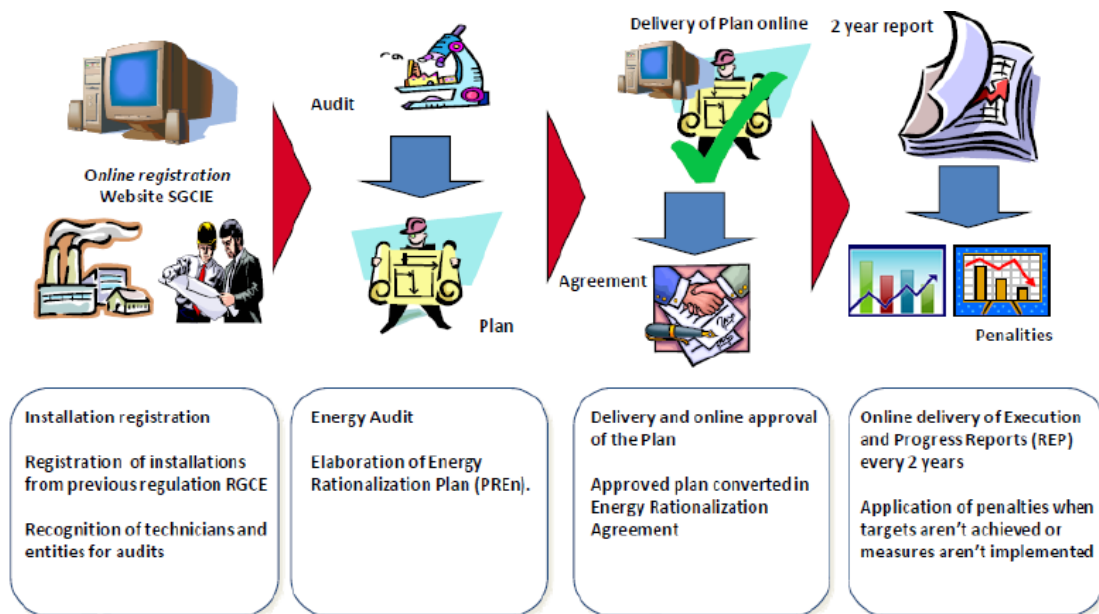 Online registration
Website SGCIE
Audit
Plan
Delivery of Plan online
Agreement
2 year report
Penalities
Installation registration
Registration of installations
from previous regulation RGCE
Recognition of technicians and
entities for audits
Energy Audit
Elaboration of Energy
Rationalization Plan (PREn).
Delivery and online approval
of the Plan
Approved plan converted in
Energy Rationalization
Agreement
Online delivery of Execution
and Progress Reports (REP)
every 2 years
Application of penalties when
targets aren't achieved or
measures aren't implemented